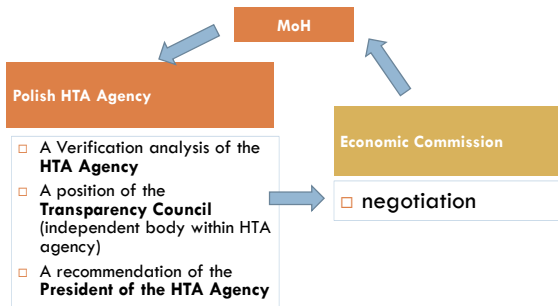 MoH
Polish HTA Agency
□ A Verification analysis of the
HTA Agency
□ A position of the
Transparency Council
(independent body within HTA
agency)
□ A recommendation of the
President of the HTA Agency
Economic Commission
□ negotiation